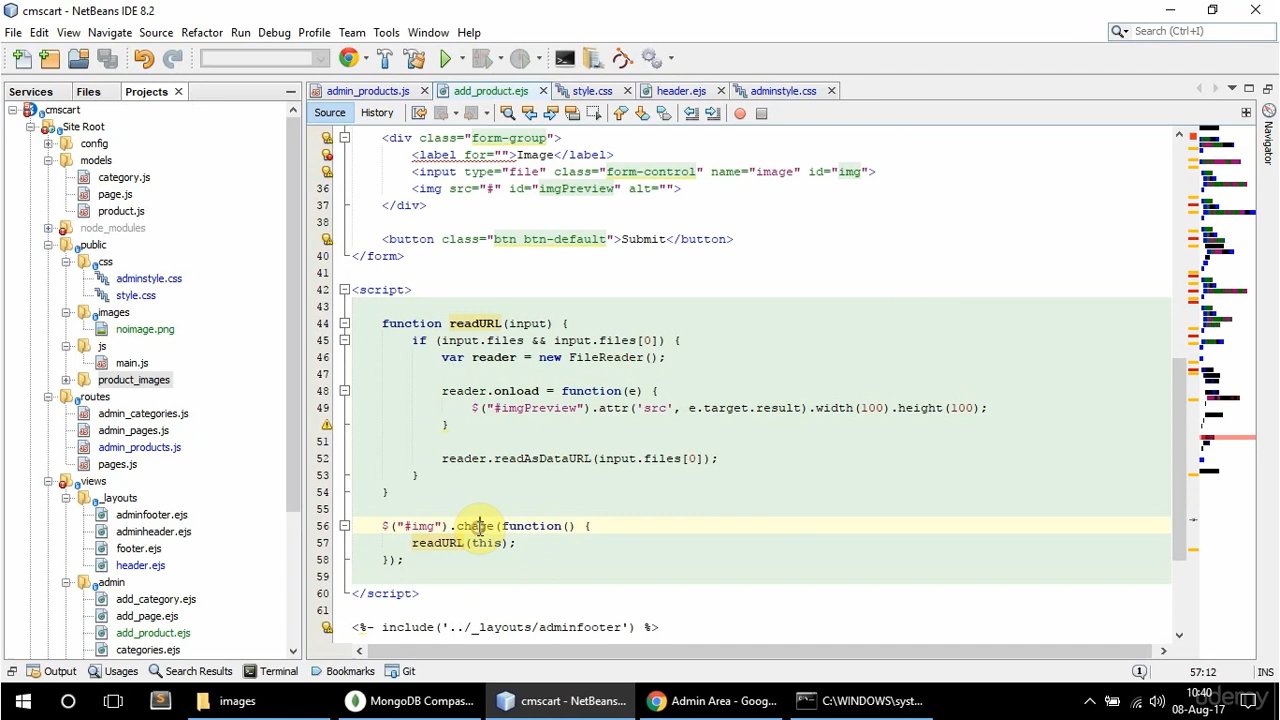 cmscart - NetBeans IDE 8.2
File Edit View Navigate Source Refactor Run Debug Profile Team Tools Window Help
Search (Ctrl+I)
Services Files Projects
admin_products.js add_product.ejs style.css header.ejs adminstyle.css
Source History
Navigator
cmscart
Site Root
config
models
category.js
page.js
product.js
node_modules
public
css
adminstyle.css
style.css
images
noimage.png
js
main.js
product_images
routes
admin_categories.js
admin_pages.js
admin_products.js
pages.js
views
_layouts
adminfooter.ejs
adminheader.ejs
footer.ejs
header.ejs
admin
add_category.ejs
add_page.ejs
add_product.ejs
categories.ejs
<div class="form-group">
<label for="">Image</label>
<input type="file" class="form-control" name="image" id="img">
36 <img src="#" id="imgPreview" alt="">
37 </div>
<button class="btn btn-default">Submit</button>
40 </form>
41
42 <script>
43
44 function readURL(input) {
45 if (input.files && input.files[0]) {
46 var reader = new FileReader();
47
48 reader.onload = function(e) {
49 $("#imgPreview").attr('src', e.target.result).width(100).height(100);
}
51
52 reader.readAsDataURL(input.files[0]);
53 }
54 }
55
56 $("#img").chage(function() {
57 readURL(this);
58 });
59
60 </script>
61
<%- include('../_layouts/adminfooter') %>
Output Usages Search Results Terminal Bookmarks Git
1 57:12 INS
images MongoDB Compas... cmscart - NetBeans... Admin Area - Goog... C:\WINDOWS\syst...
10:40
08-Aug-17
udemy